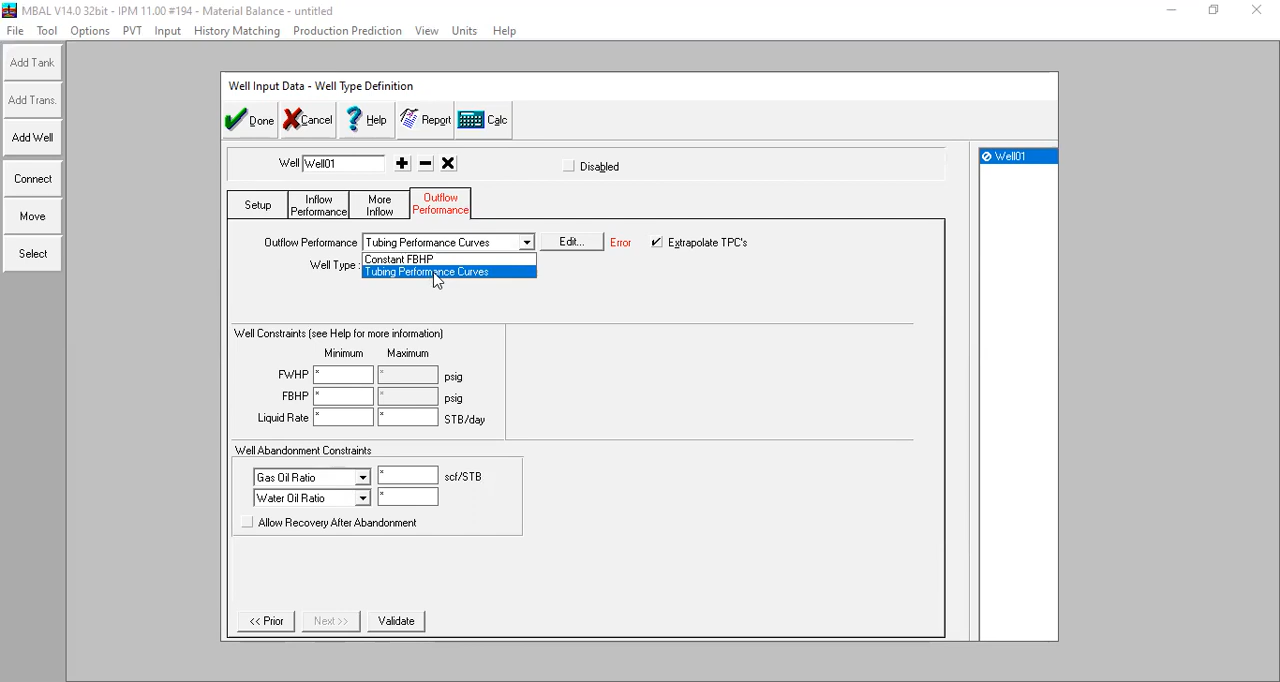 MBAL V14.0 32bit - IPM 11.00 #194 - Material Balance - untitled
File Tool Options PVT Input History Matching Production Prediction View Units Help
Add Tank
Add Trans.
Add Well
Connect
Move
Select
Well Input Data - Well Type Definition
Done Cancel Help Report Calc
Well Well01 Disabled
Well01
Setup Inflow Performance More Inflow Outflow Performance
Outflow Performance Tubing Performance Curves Edit... Error Extrapolate TPC's
Constant FBHP
Well Type : Tubing Performance Curves
Well Constraints (see Help for more information)
Minimum Maximum
FWHP * * psig
FBHP * * psig
Liquid Rate * * STB/day
Well Abandonment Constraints
Gas Oil Ratio * scf/STB
Water Oil Ratio *
Allow Recovery After Abandonment
<< Prior Next >> Validate